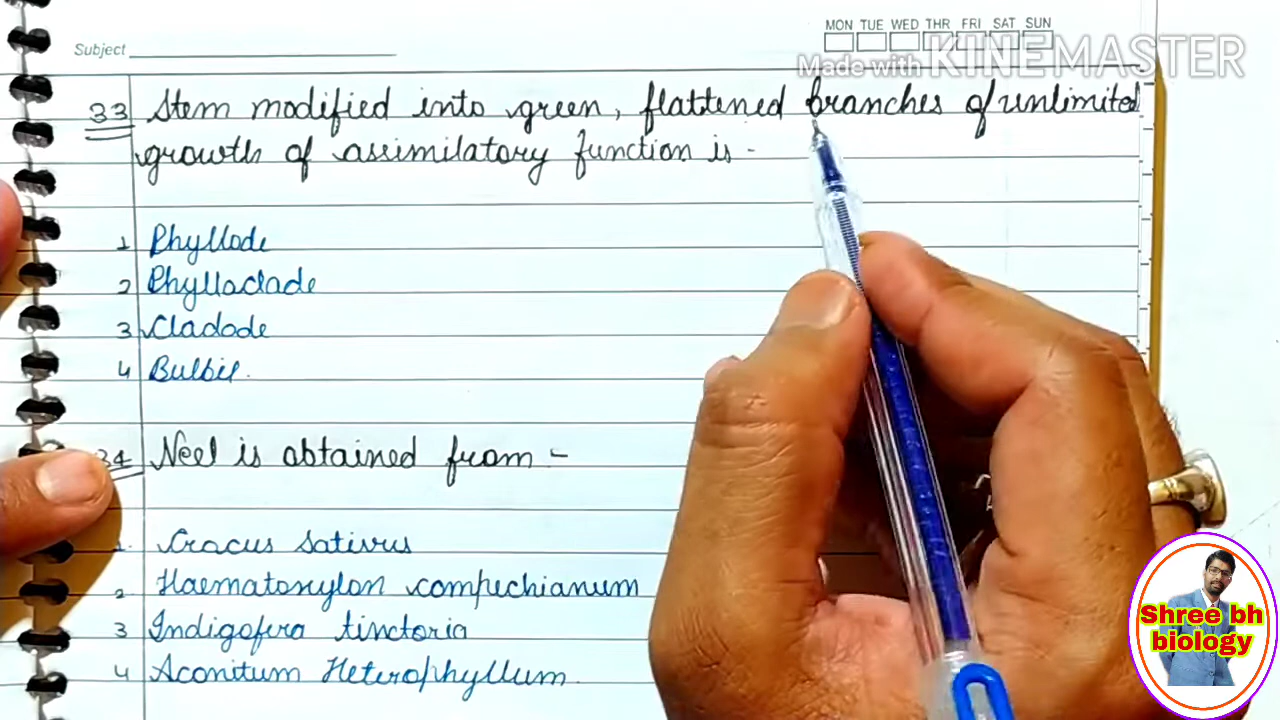 MON TUE WED THR FRI SAT SUN
Subject
Made with KINEMASTER
33 Stem modified into green, flattened branches of unlimited
growth of assimilatory function is -
1 Phyllode
2 Phylloclade
3 Cladode
4 Bulbil.
34 Neel is obtained from -
1. Crocus sativus
2 Haematoxylon compechianum
3 Indigofera tinctoria
4 Aconitum Heterophyllum.
Shree bh
biology